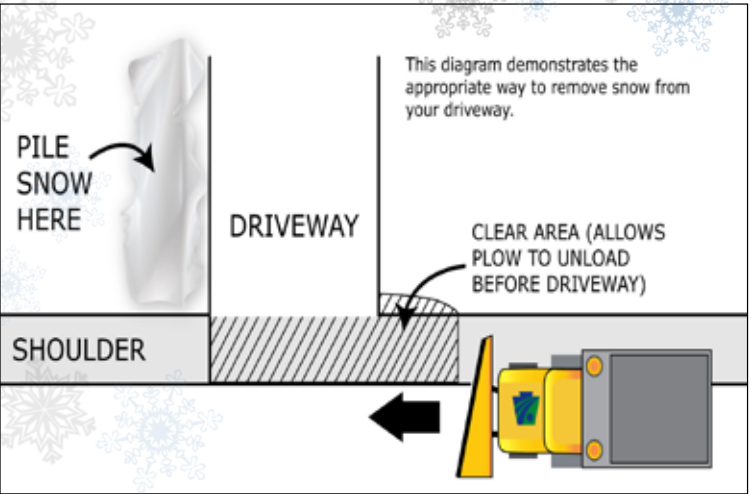 This diagram demonstrates the
appropriate way to remove snow from
your driveway.
PILE
SNOW
HERE
DRIVEWAY
CLEAR AREA (ALLOWS
PLOW TO UNLOAD
BEFORE DRIVEWAY)
SHOULDER